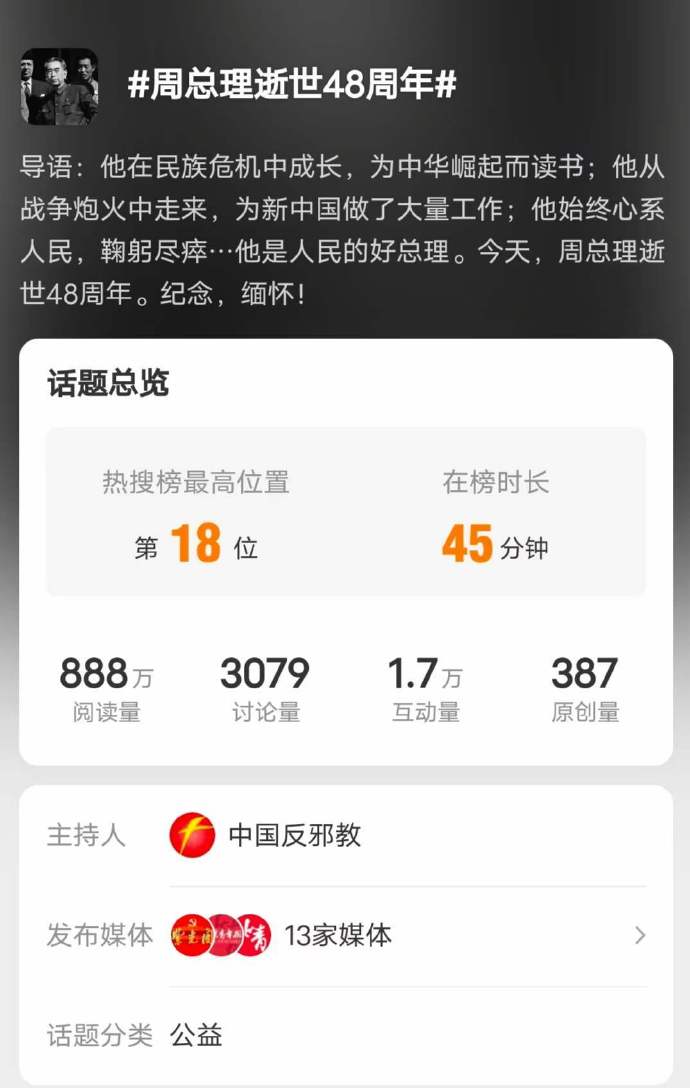 #周总理逝世48周年#
导语：他在民族危机中成长，为中华崛起而读书；他从
战争炮火中走来，为新中国做了大量工作；他始终心系
人民，鞠躬尽瘁…他是人民的好总理。今天，周总理逝
世48周年。纪念，缅怀！
话题总览
热搜榜最高位置 在榜时长
第 18 位 45 分钟
888万 3079 1.7万 387
阅读量 讨论量 互动量 原创量
主持人 中国反邪教
发布媒体 13家媒体
话题分类 公益